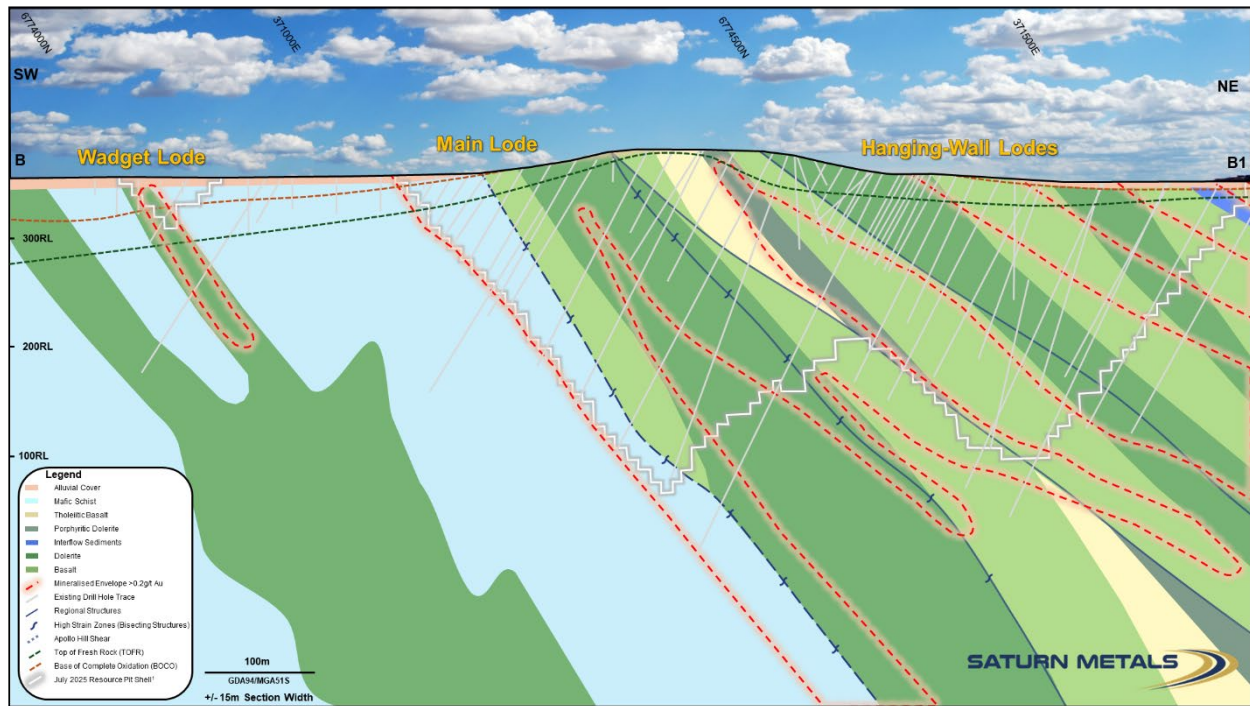 6774000N
371000E
6774500N
371500E
SW
NE
Wadget Lode
Main Lode
Hanging-Wall Lodes
B
B1
300RL
200RL
100RL
Legend
Alluvial Cover
Mafic Schist
Tholeiitic Basalt
Porphyritic Dolerite
Interflow Sediments
Dolerite
Basalt
Mineralised Envelope >0.2g/t Au
Existing Drill Hole Trace
Regional Structures
High Strain Zones (Bisecting Structures)
Apollo Hill Shear
Top of Fresh Rock (TOFR)
Base of Complete Oxidation (BOCO)
July 2025 Resource Pit Shell¹
100m
GDA94/MGA51S
+/- 15m Section Width
SATURN METALS